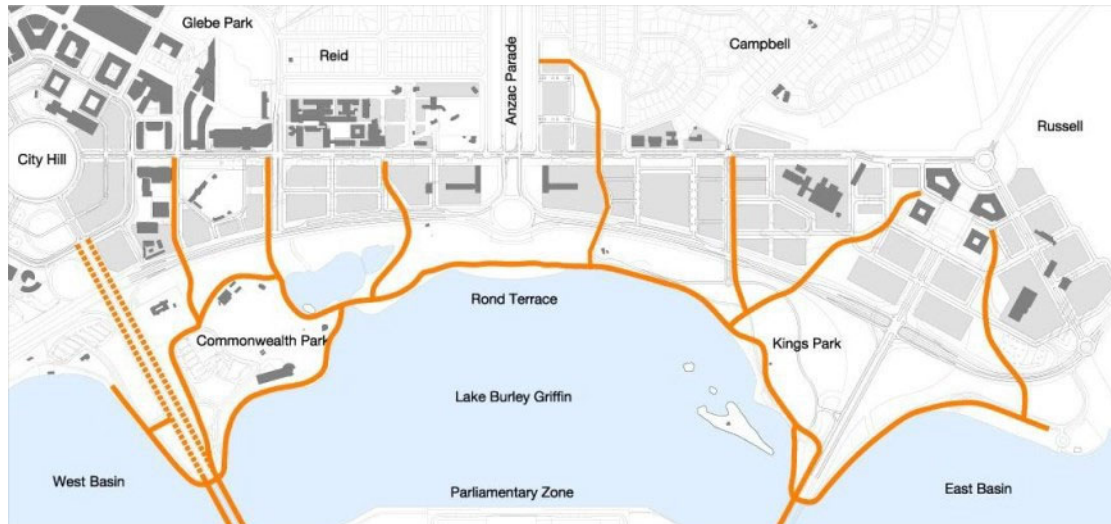 Glebe Park
Reid
Anzac Parade
Campbell
Russell
City Hill
Rond Terrace
Commonwealth Park
Kings Park
Lake Burley Griffin
West Basin
Parliamentary Zone
East Basin